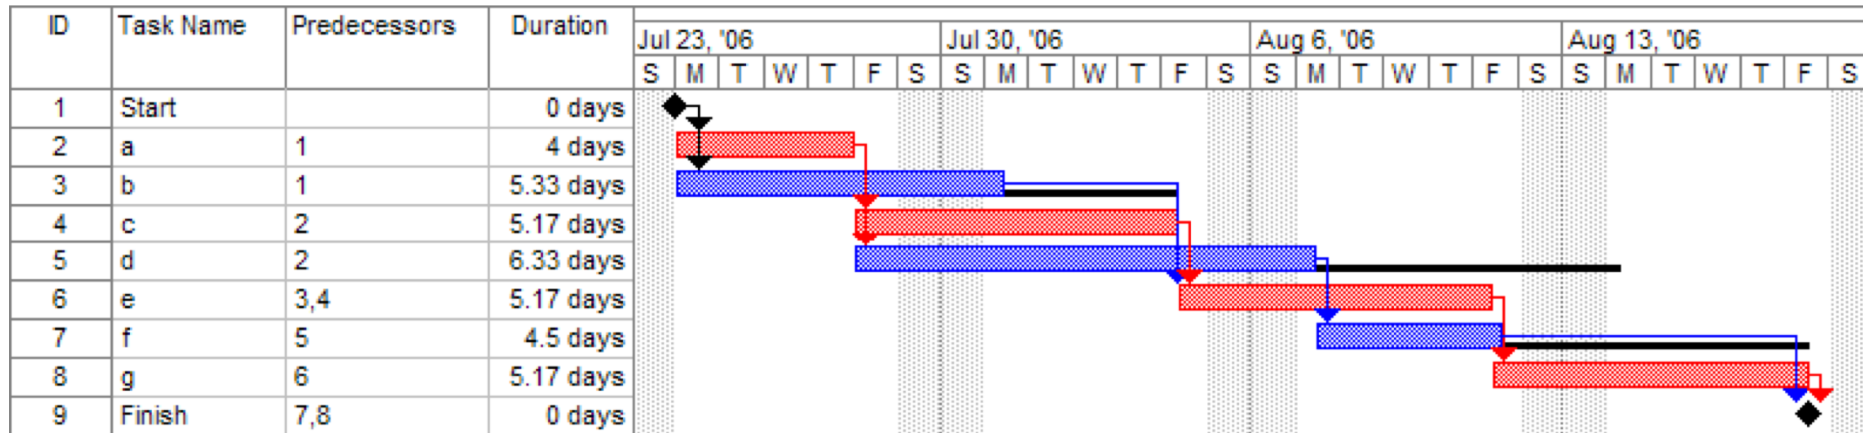 ID Task Name Predecessors Duration
Jul 23, '06 Jul 30, '06 Aug 6, '06 Aug 13, '06
S M T W T F S S M T W T F S S M T W T F S S M T W T F S
1 Start 0 days
2 a 1 4 days
3 b 1 5.33 days
4 c 2 5.17 days
5 d 2 6.33 days
6 e 3,4 5.17 days
7 f 5 4.5 days
8 g 6 5.17 days
9 Finish 7,8 0 days